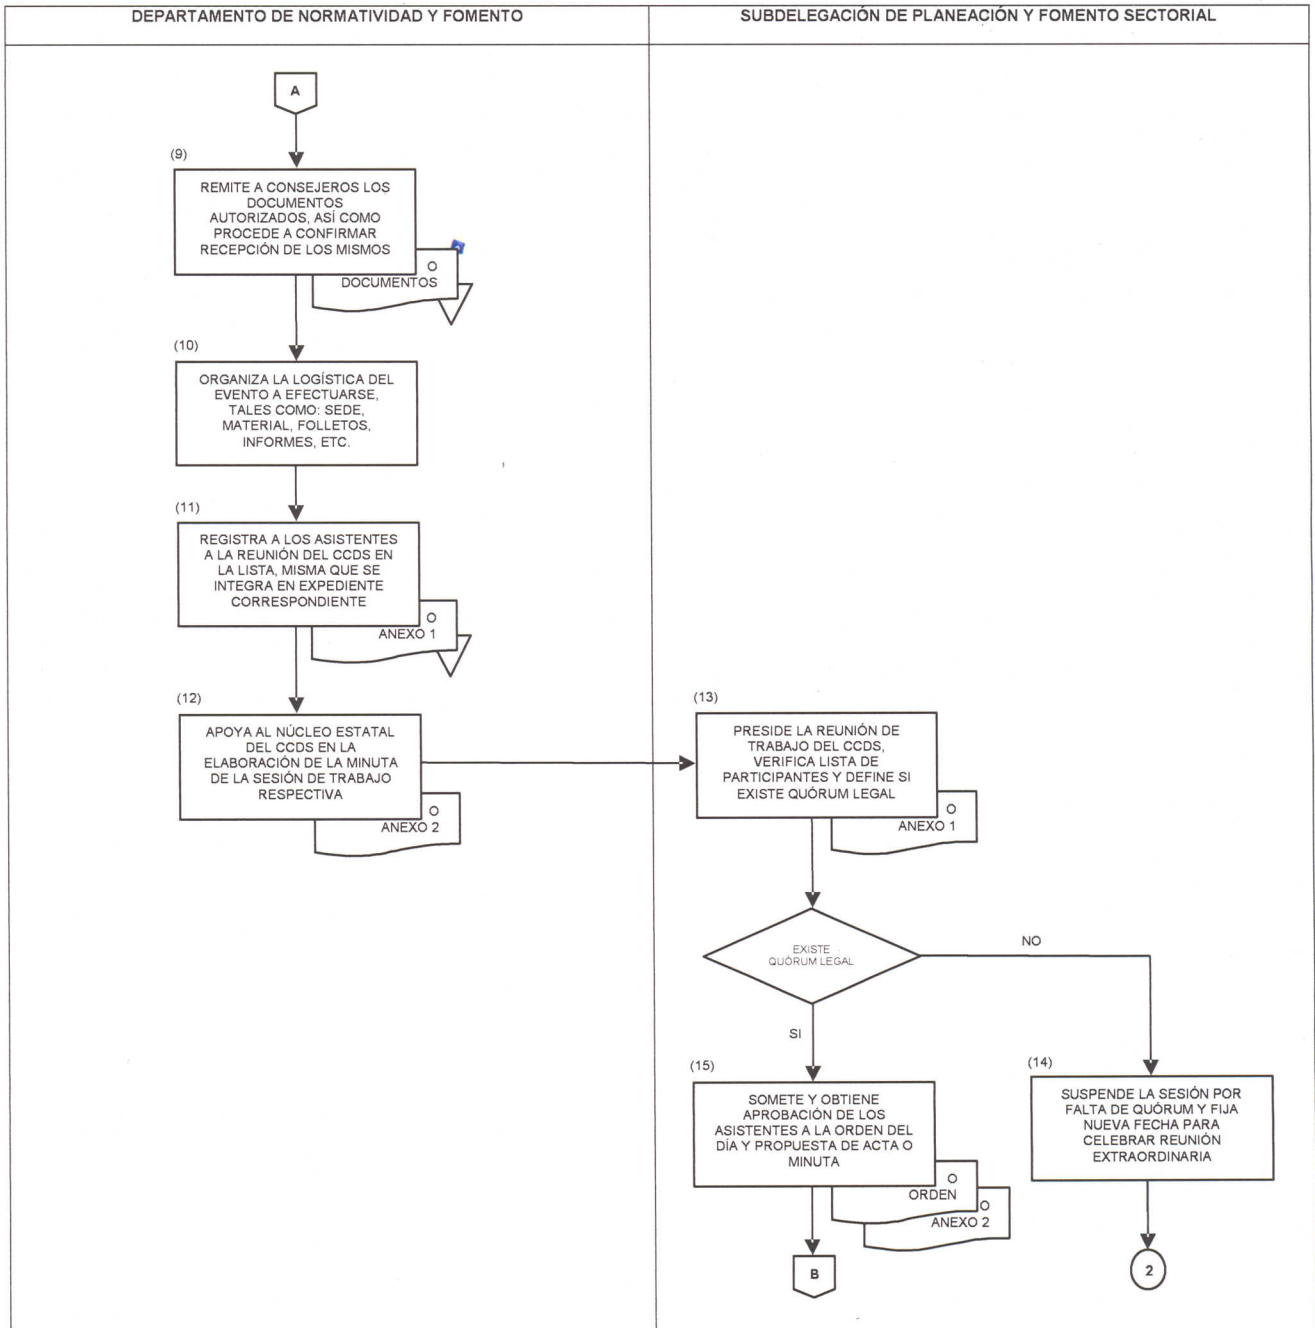 DEPARTAMENTO DE NORMATIVIDAD Y FOMENTO
SUBDELEGACIÓN DE PLANEACIÓN Y FOMENTO SECTORIAL
A
(9)
REMITE A CONSEJEROS LOS
DOCUMENTOS
AUTORIZADOS, ASÍ COMO
PROCEDE A CONFIRMAR
RECEPCIÓN DE LOS MISMOS
O
DOCUMENTOS
(10)
ORGANIZA LA LOGÍSTICA DEL
EVENTO A EFECTUARSE,
TALES COMO: SEDE,
MATERIAL, FOLLETOS,
INFORMES, ETC.
(11)
REGISTRA A LOS ASISTENTES
A LA REUNIÓN DEL CCDS EN
LA LISTA, MISMA QUE SE
INTEGRA EN EXPEDIENTE
CORRESPONDIENTE
O
ANEXO 1
(12)
APOYA AL NÚCLEO ESTATAL
DEL CCDS EN LA
ELABORACIÓN DE LA MINUTA
DE LA SESIÓN DE TRABAJO
RESPECTIVA
O
ANEXO 2
(13)
PRESIDE LA REUNIÓN DE
TRABAJO DEL CCDS,
VERIFICA LISTA DE
PARTICIPANTES Y DEFINE SI
EXISTE QUÓRUM LEGAL
O
ANEXO 1
EXISTE
QUÓRUM LEGAL
NO
SI
(15)
SOMETE Y OBTIENE
APROBACIÓN DE LOS
ASISTENTES A LA ORDEN DEL
DÍA Y PROPUESTA DE ACTA O
MINUTA
O
ORDEN
O
ANEXO 2
B
(14)
SUSPENDE LA SESIÓN POR
FALTA DE QUÓRUM Y FIJA
NUEVA FECHA PARA
CELEBRAR REUNIÓN
EXTRAORDINARIA
2